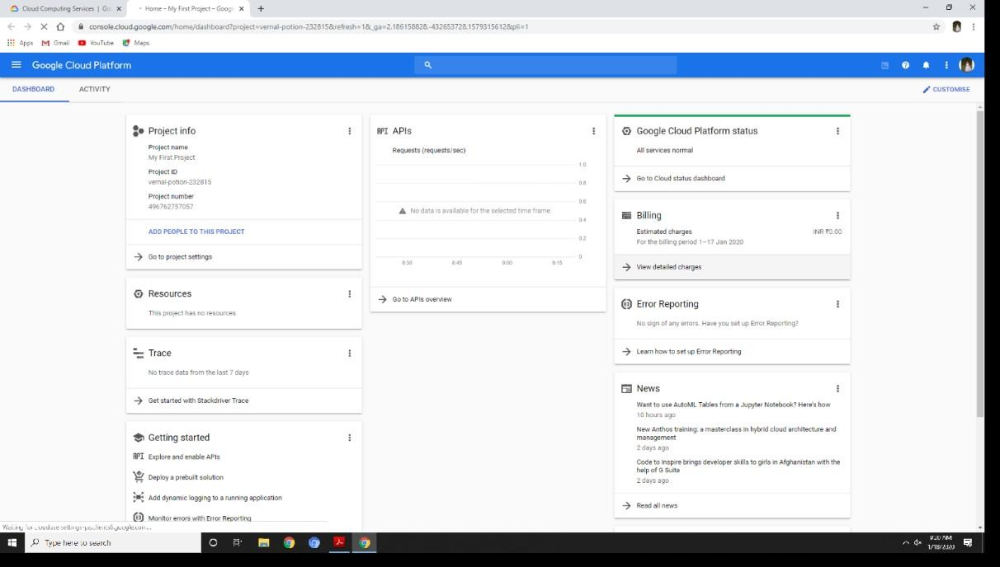 Cloud Computing Services | Go
Home – My First Project – Googl
console.cloud.google.com/home/dashboard?project=vernal-potion-232815&refresh=1&_ga=2.186158828.-432653728.1579315612&pli=1
Apps Gmail YouTube Maps
Google Cloud Platform
DASHBOARD ACTIVITY
CUSTOMISE
Project info
Project name
My First Project
Project ID
vernal-potion-232815
Project number
496762757057
ADD PEOPLE TO THIS PROJECT
Go to project settings
Resources
This project has no resources
Trace
No trace data from the last 7 days
Get started with Stackdriver Trace
Getting started
API Explore and enable APIs
Deploy a prebuilt solution
Add dynamic logging to a running application
Monitor errors with Error Reporting
API APIs
Requests (requests/sec)
1.0
0.8
0.6
No data is available for the selected time frame.
0.4
0.2
0
8:30 8:45 9:00 9:15
Go to APIs overview
Google Cloud Platform status
All services normal
Go to Cloud status dashboard
Billing
Estimated charges INR ₹0.00
For the billing period 1–17 Jan 2020
View detailed charges
Error Reporting
No sign of any errors. Have you set up Error Reporting?
Learn how to set up Error Reporting
News
Want to use AutoML Tables from a Jupyter Notebook? Here's how
10 hours ago
New Anthos training: a masterclass in hybrid cloud architecture and
management
2 days ago
Code to Inspire brings developer skills to girls in Afghanistan with the
help of G Suite
2 days ago
Read all news
Waiting for
Type here to search
9:20 AM
1/18/2020